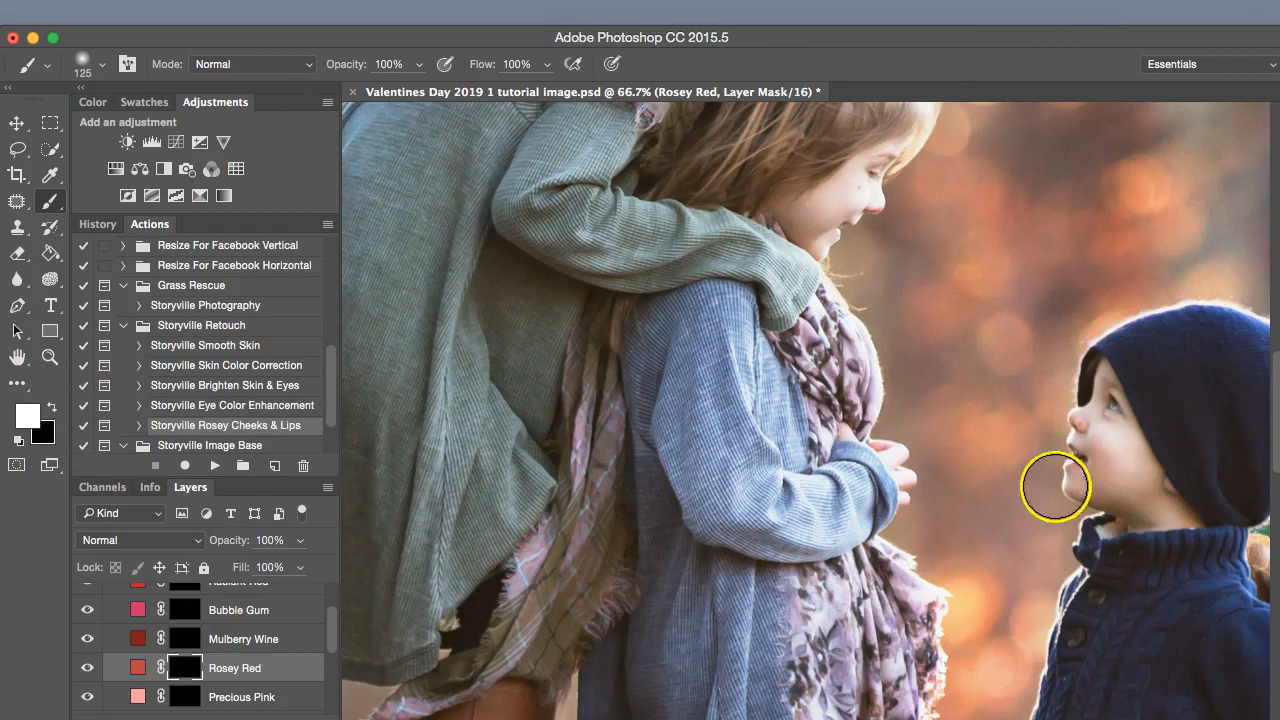 Adobe Photoshop CC 2015.5
125 Mode: Normal Opacity: 100% Flow: 100% Essentials
Valentines Day 2019 1 tutorial image.psd @ 66.7% (Rosey Red, Layer Mask/16) *
Color Swatches Adjustments
Add an adjustment
History Actions
Resize For Facebook Vertical
Resize For Facebook Horizontal
Grass Rescue
Storyville Photography
Storyville Retouch
Storyville Smooth Skin
Storyville Skin Color Correction
Storyville Brighten Skin & Eyes
Storyville Eye Color Enhancement
Storyville Rosey Cheeks & Lips
Storyville Image Base
Channels Info Layers
Kind
Normal Opacity: 100%
Lock: Fill: 100%
Radiant Red
Bubble Gum
Mulberry Wine
Rosey Red
Precious Pink